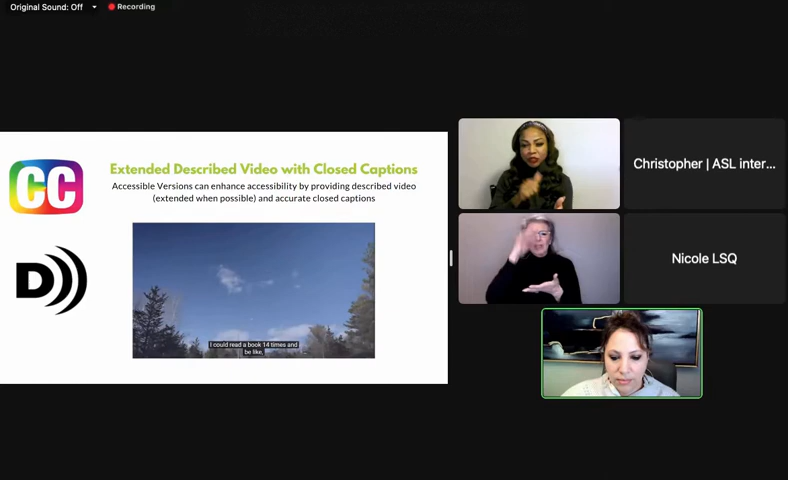 Original Sound: Off
Recording
CC
Extended Described Video with Closed Captions
Accessible Versions can enhance accessibility by providing described video
(extended when possible) and accurate closed captions
D
I could read a book 14 times and
be like,
Christopher | ASL inter...
Nicole LSQ